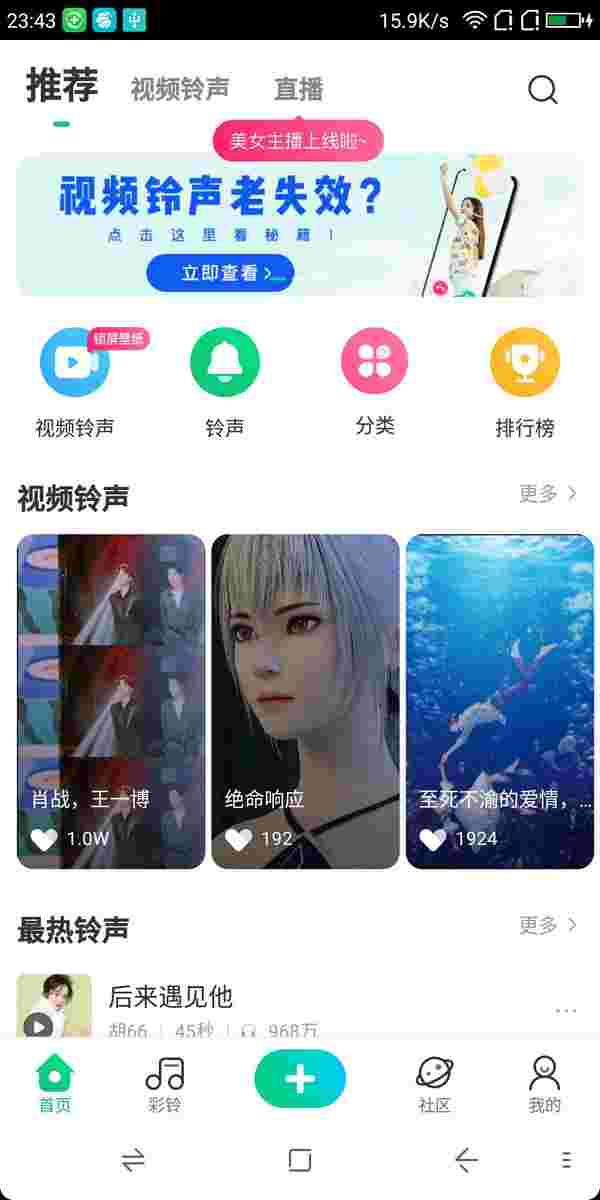 23:43
15.9K/s
推荐
视频铃声
直播
美女主播上线啦~
视频铃声老失效？
点击这里看秘籍！
立即查看
锁屏壁纸
视频铃声
铃声
分类
排行榜
视频铃声
更多
肖战，王一博
1.0W
绝命响应
192
至死不渝的爱情，...
1924
最热铃声
更多
后来遇见他
胡66 | 45秒 | 968万
首页
彩铃
社区
我的